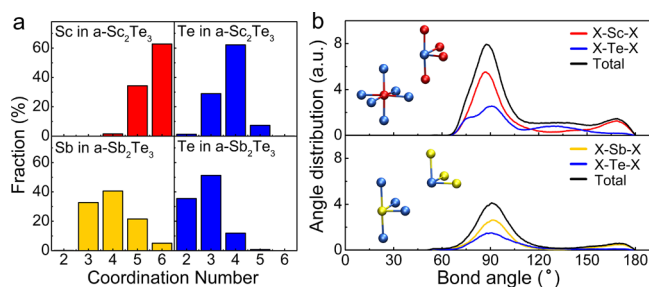 a
Sc in a-Sc₂Te₃
Te in a-Sc₂Te₃
60
40
20
0
Sb in a-Sb₂Te₃
Te in a-Sb₂Te₃
60
40
20
0
2 3 4 5 6 2 3 4 5 6
Coordination Number
Fraction (%)
b
8
4
0
X-Sc-X
X-Te-X
Total
8
4
0
X-Sb-X
X-Te-X
Total
0 30 60 90 120 150 180
Bond angle (°)
Angle distribution (a.u.)